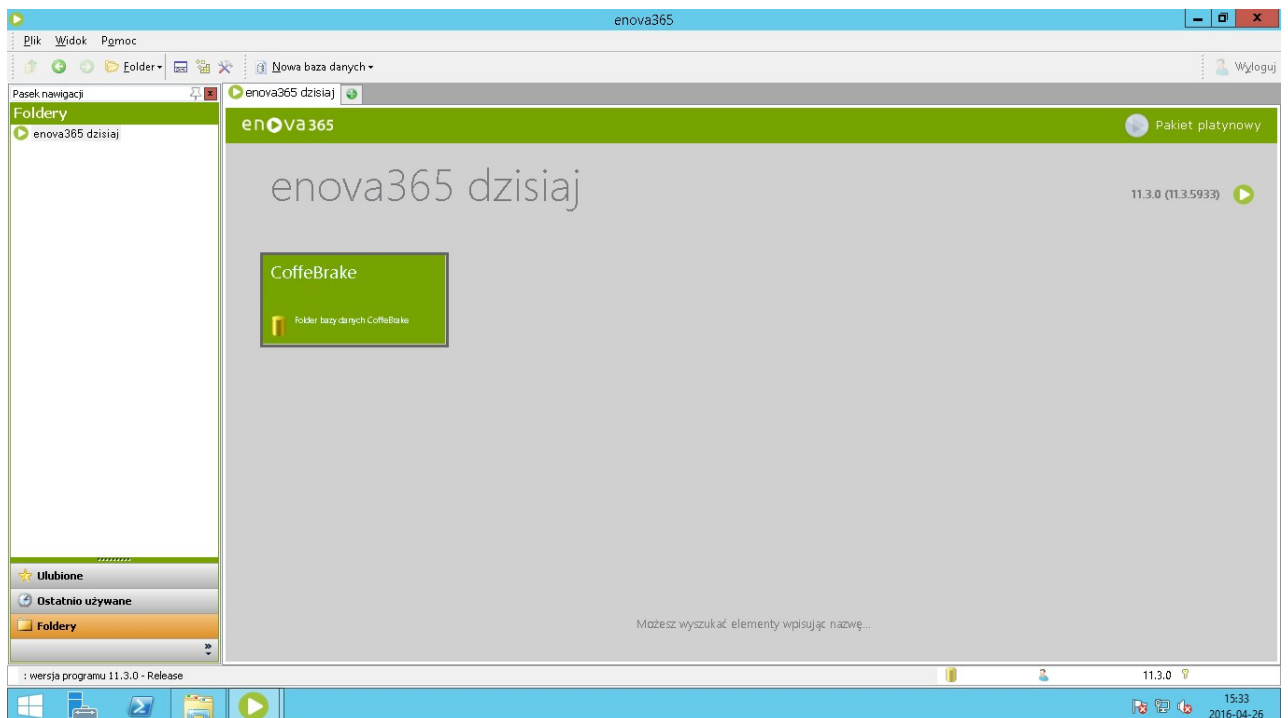 enova365
Plik Widok Pomoc
Folder Nowa baza danych Wyloguj
Pasek nawigacji
Foldery
enova365 dzisiaj
Ulubione
Ostatnio używane
Foldery
enova365 dzisiaj
enova365 Pakiet platynowy
enova365 dzisiaj
11.3.0 (11.3.5933)
CoffeBrake
Folder bazy danych CoffeBrake
Możesz wyszukać elementy wpisując nazwę...
: wersja programu 11.3.0 - Release
11.3.0
15:33
2016-04-26